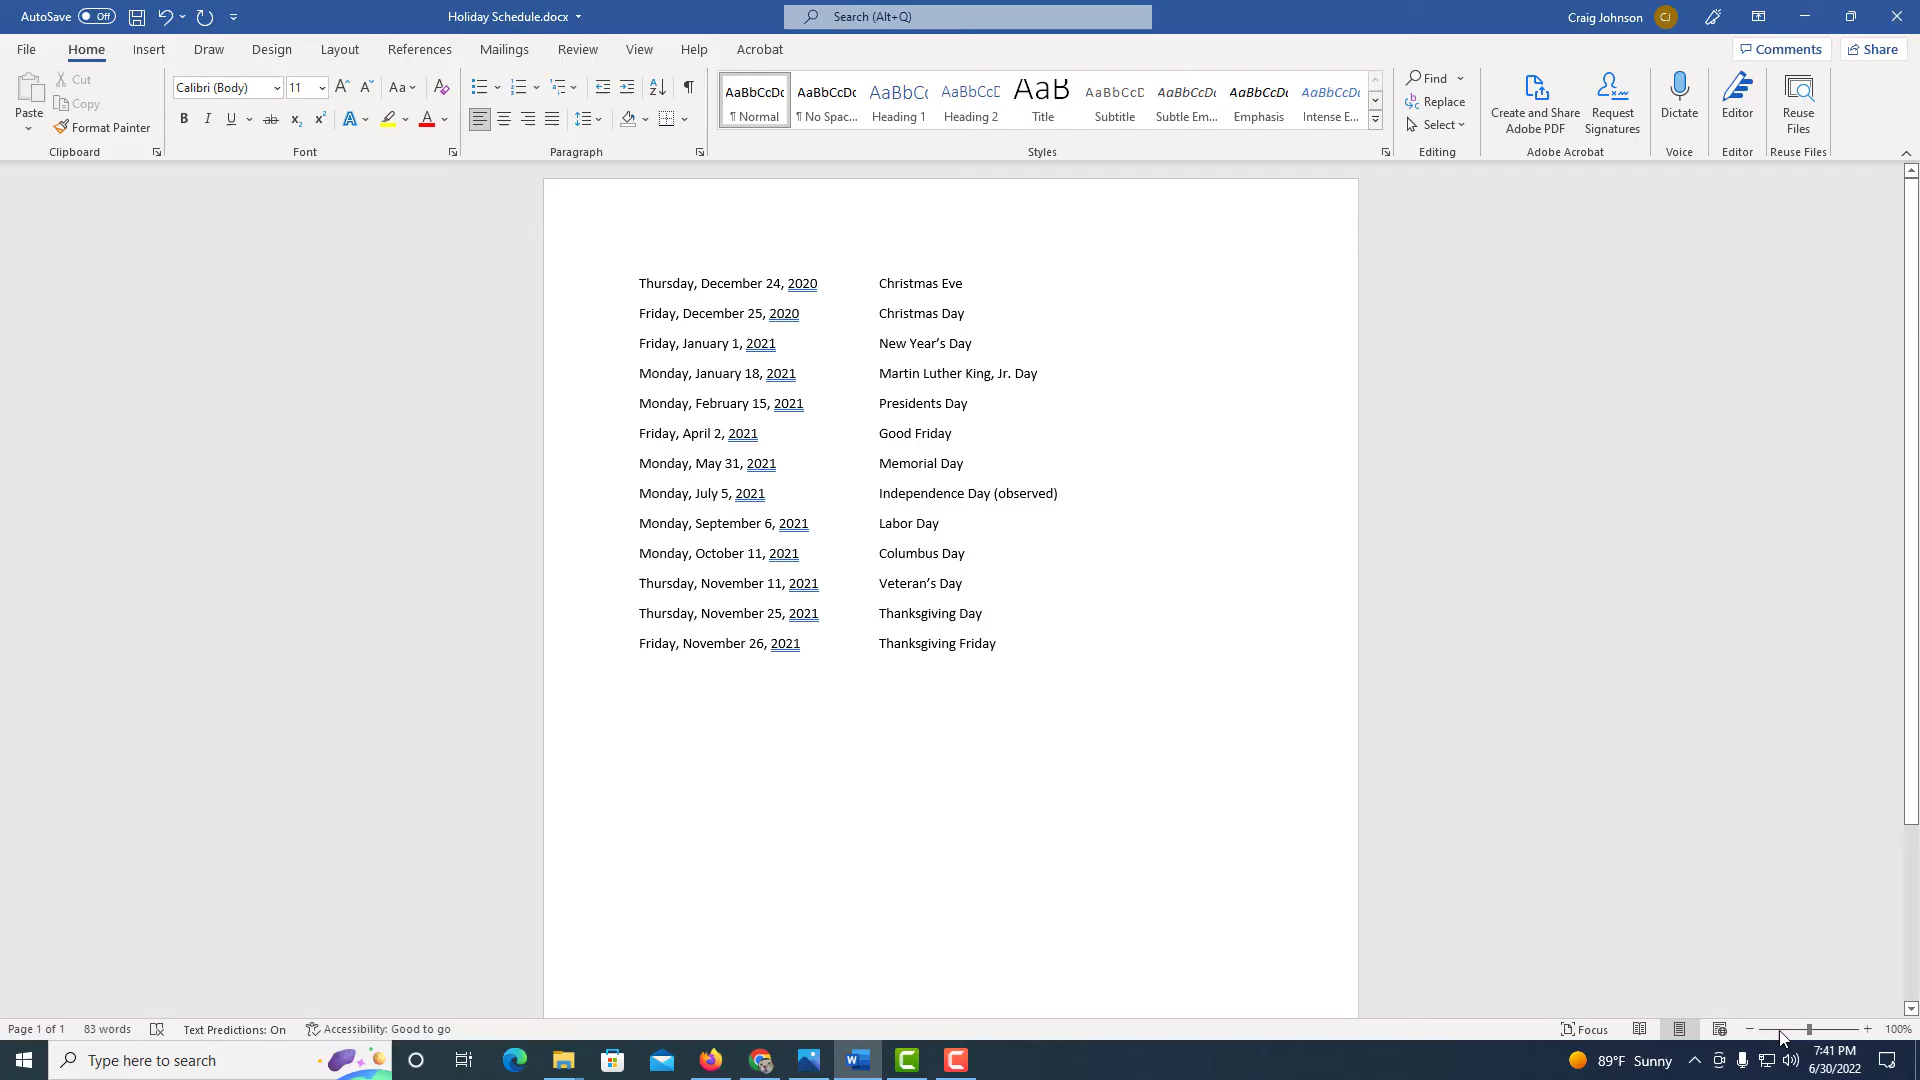 AutoSave Off Holiday Schedule.docx Search (Alt+Q) Craig Johnson CJ
File Home Insert Draw Design Layout References Mailings Review View Help Acrobat Comments Share
Paste
Cut
Copy
Format Painter
Clipboard
Calibri (Body) 11
Font
Paragraph
AaBbCcDc AaBbCcDc AaBbCc AaBbCcD AaB AaBbCcD AaBbCcDc AaBbCcDc AaBbCcDc
¶ Normal ¶ No Spac... Heading 1 Heading 2 Title Subtitle Subtle Em... Emphasis Intense E...
Styles
Find
Replace
Select
Editing
Create and Share
Adobe PDF
Request
Signatures
Adobe Acrobat
Dictate
Voice
Editor
Editor
Reuse
Files
Reuse Files
Thursday, December 24, 2020 Christmas Eve
Friday, December 25, 2020 Christmas Day
Friday, January 1, 2021 New Year’s Day
Monday, January 18, 2021 Martin Luther King, Jr. Day
Monday, February 15, 2021 Presidents Day
Friday, April 2, 2021 Good Friday
Monday, May 31, 2021 Memorial Day
Monday, July 5, 2021 Independence Day (observed)
Monday, September 6, 2021 Labor Day
Monday, October 11, 2021 Columbus Day
Thursday, November 11, 2021 Veteran’s Day
Thursday, November 25, 2021 Thanksgiving Day
Friday, November 26, 2021 Thanksgiving Friday
Page 1 of 1 83 words Text Predictions: On Accessibility: Good to go Focus 100%
Type here to search 89°F Sunny 7:41 PM
6/30/2022